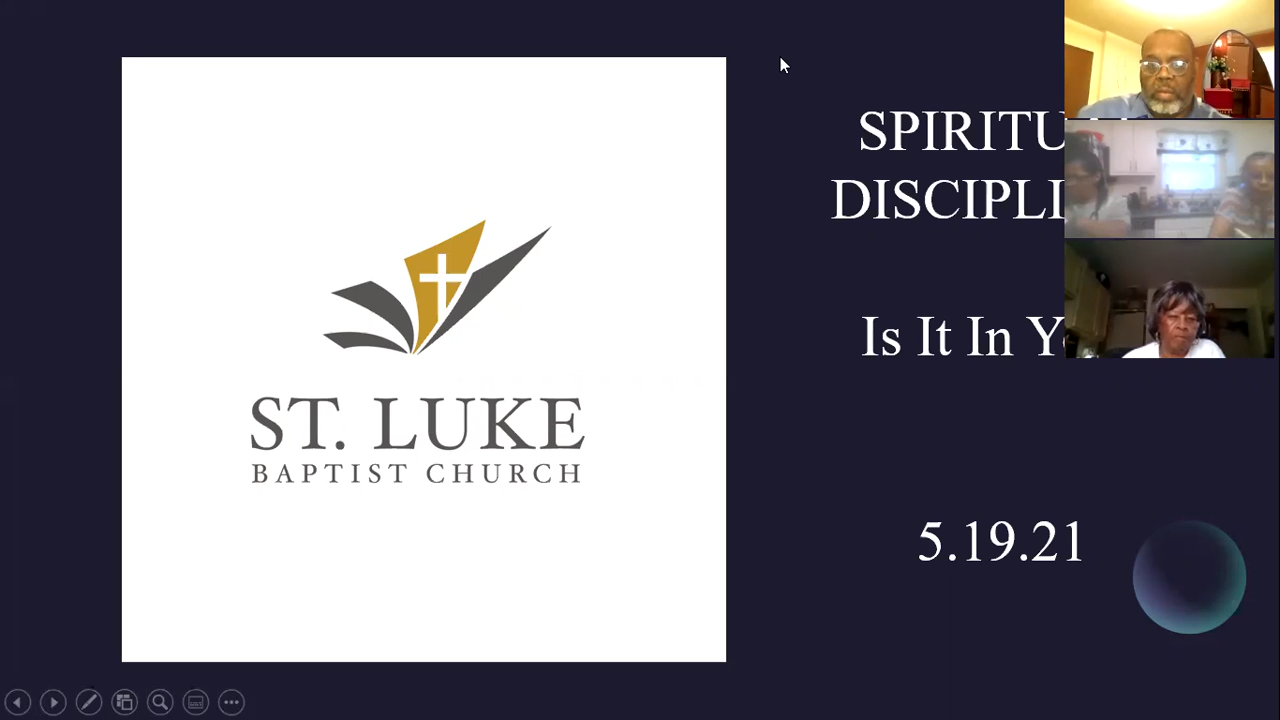 ST. LUKE
BAPTIST CHURCH
SPIRITU
DISCIPLI
Is It In Y
5.19.21